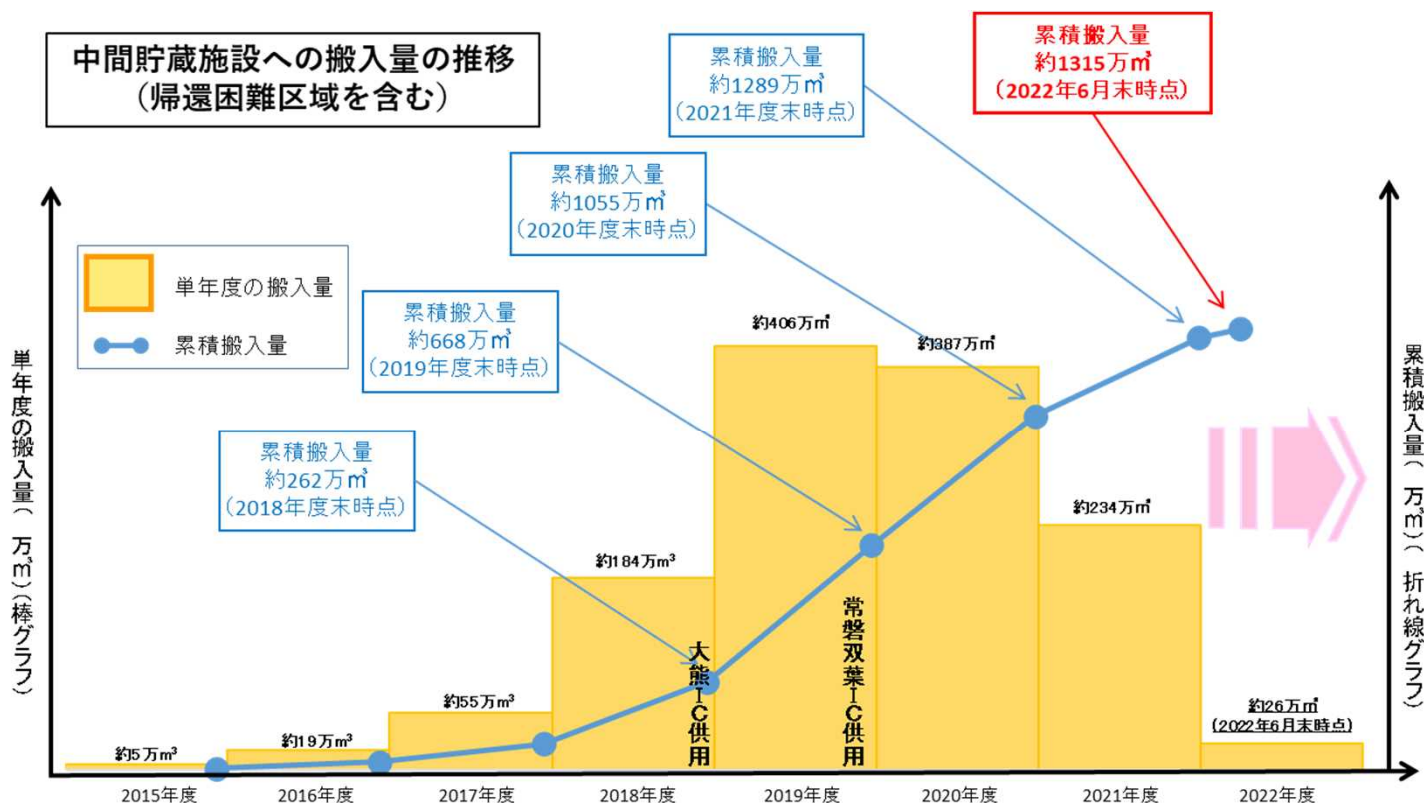 中間貯蔵施設への搬入量の推移
（帰還困難区域を含む）
累積搬入量
約1315万㎥
（2022年6月末時点）
累積搬入量
約1289万㎥
（2021年度末時点）
累積搬入量
約1055万㎥
（2020年度末時点）
累積搬入量
約668万㎥
（2019年度末時点）
累積搬入量
約262万㎥
（2018年度末時点）
単年度の搬入量
累積搬入量
単年度の搬入量（ 万㎥）（棒グラフ）
累積搬入量（ 万㎥）（ 折れ線グラフ）
約5万m³
約19万m³
約55万m³
約184万m³
約406万㎥
約387万㎥
約234万㎥
約26万㎥
（2022年6月末時点）
大熊IC供用
常磐双葉IC供用
2015年度
2016年度
2017年度
2018年度
2019年度
2020年度
2021年度
2022年度